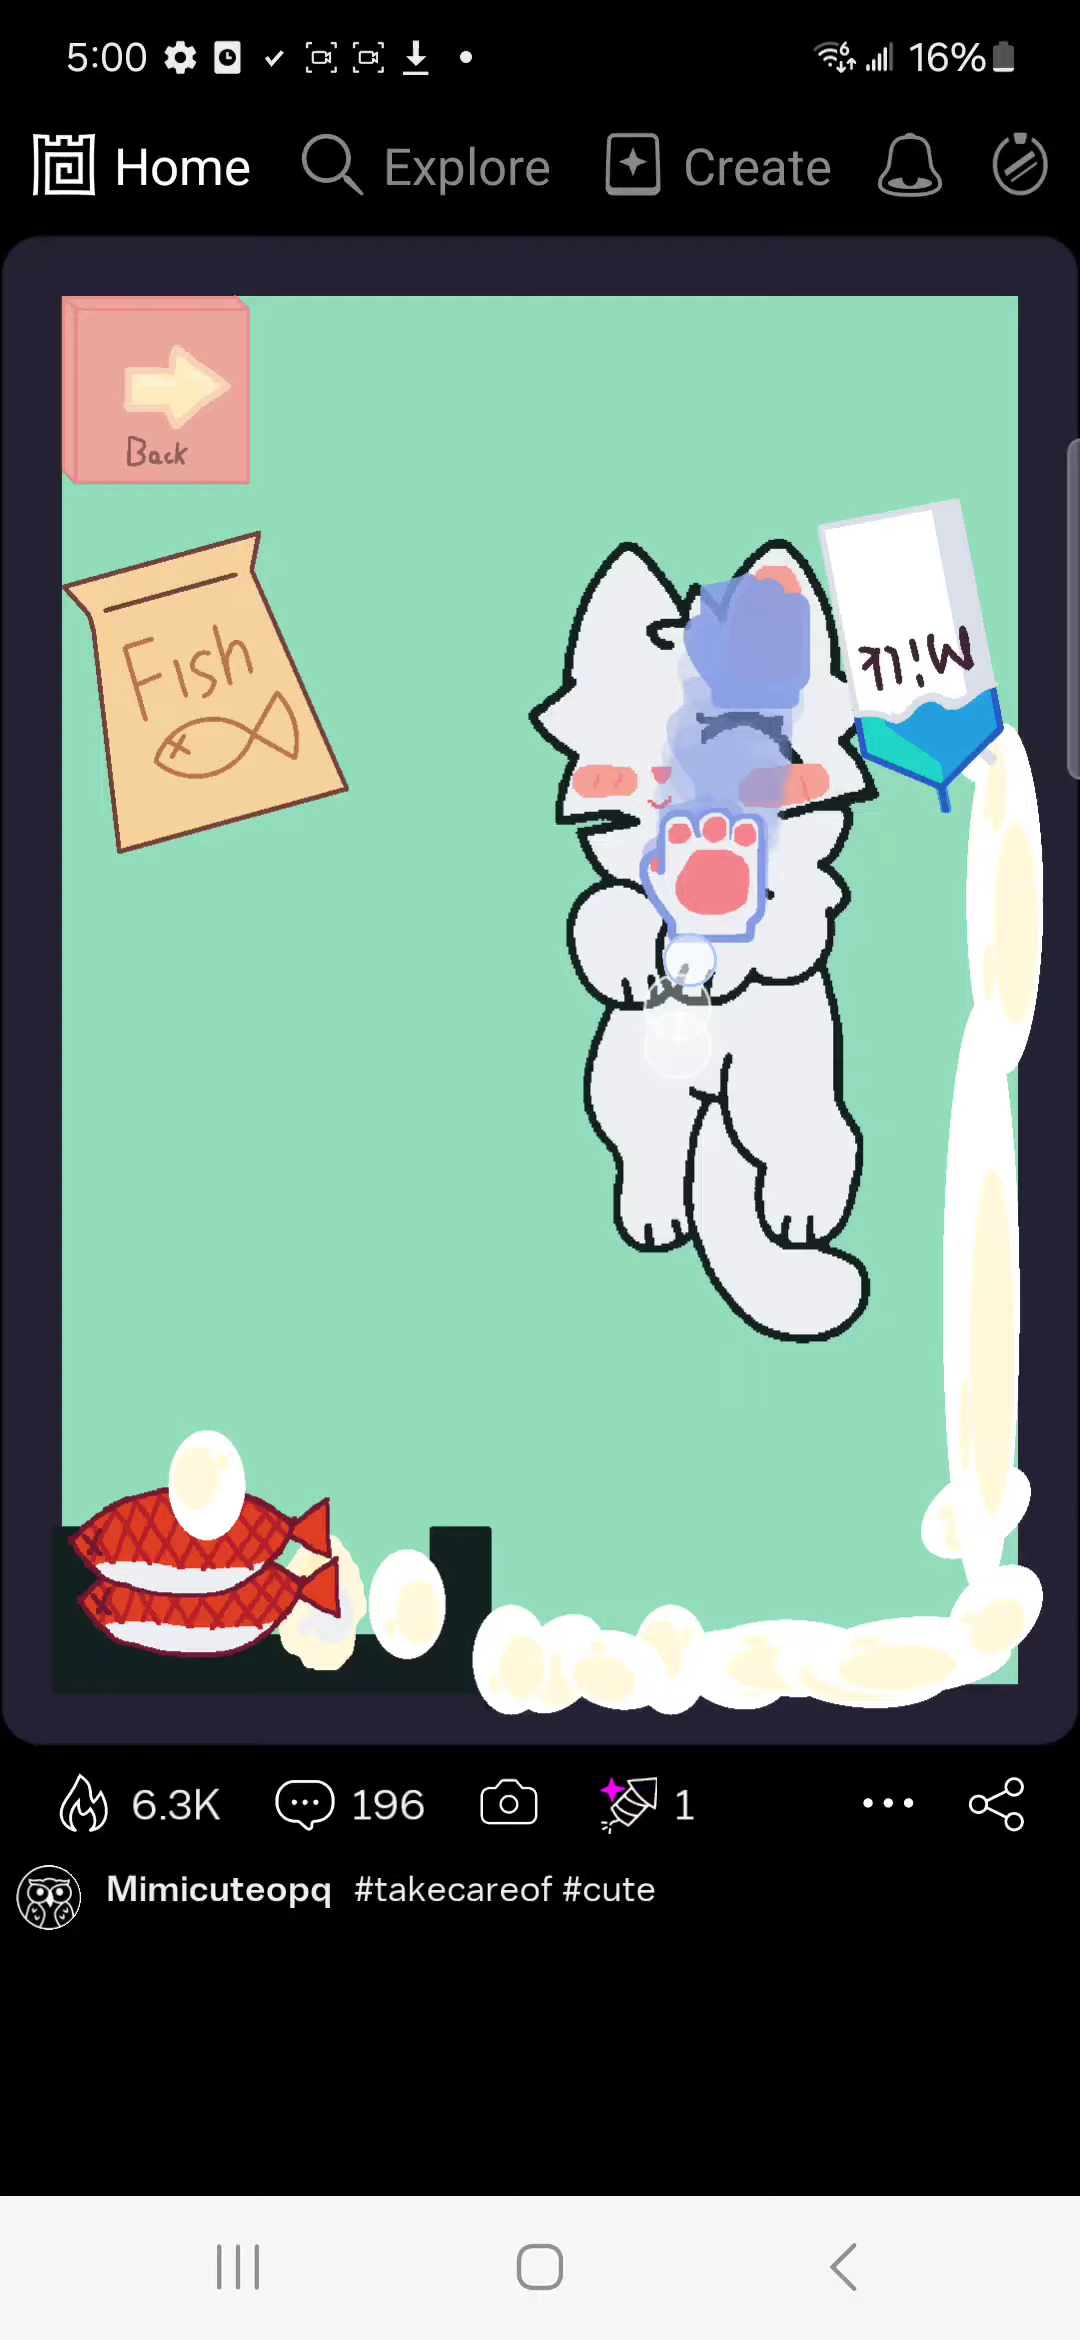 5:00
16%
Home
Explore
Create
Back
Fish
Milk
6.3K
196
1
Mimicuteopq #takecareof #cute